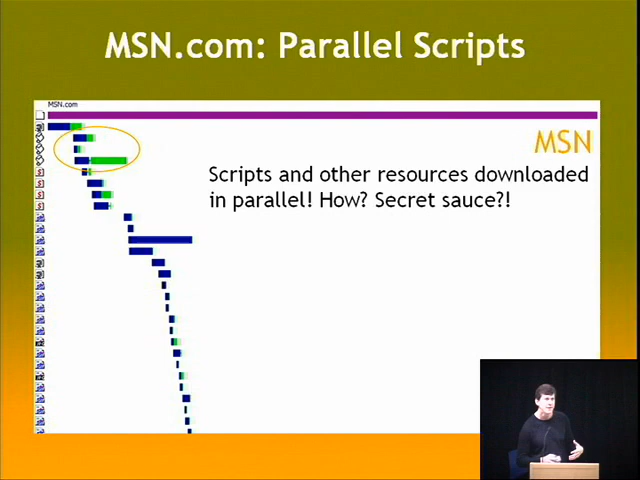 MSN.com: Parallel Scripts
MSN.com
MSN
Scripts and other resources downloaded
in parallel! How? Secret sauce?!